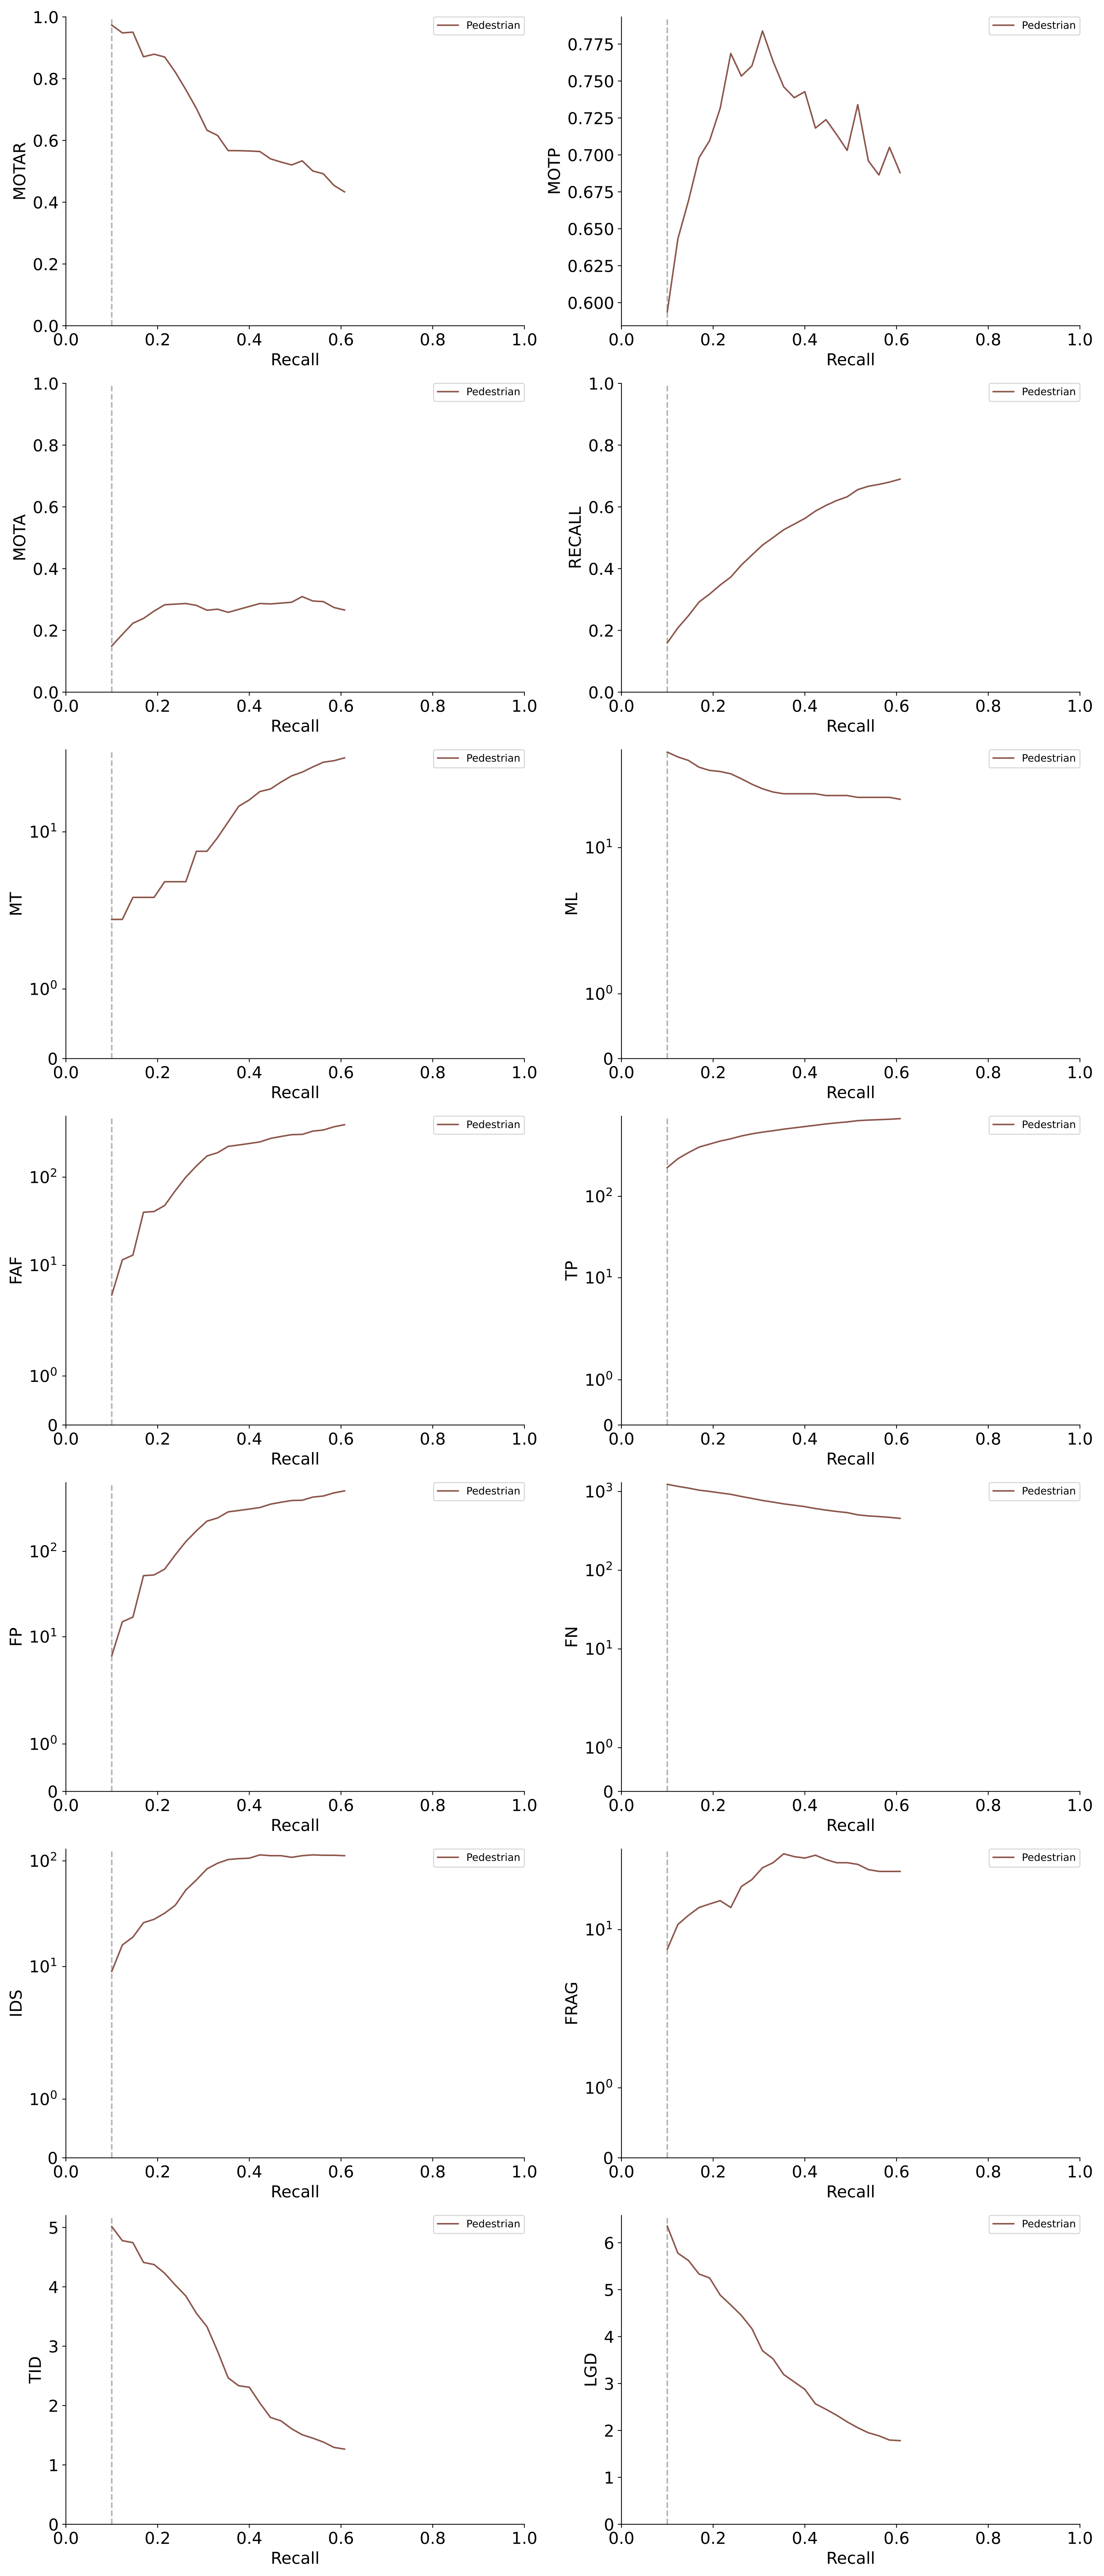 Pedestrian
1.0
0.8
0.6
0.4
0.2
0.0
MOTAR
0.0 0.2 0.4 0.6 0.8 1.0
Recall
Pedestrian
0.775
0.750
0.725
0.700
0.675
0.650
0.625
0.600
MOTP
0.0 0.2 0.4 0.6 0.8 1.0
Recall
Pedestrian
1.0
0.8
0.6
0.4
0.2
0.0
MOTA
0.0 0.2 0.4 0.6 0.8 1.0
Recall
Pedestrian
1.0
0.8
0.6
0.4
0.2
0.0
RECALL
0.0 0.2 0.4 0.6 0.8 1.0
Recall
Pedestrian
10¹
10⁰
0
MT
0.0 0.2 0.4 0.6 0.8 1.0
Recall
Pedestrian
10¹
10⁰
0
ML
0.0 0.2 0.4 0.6 0.8 1.0
Recall
Pedestrian
10²
10¹
10⁰
0
FAF
0.0 0.2 0.4 0.6 0.8 1.0
Recall
Pedestrian
10²
10¹
10⁰
0
TP
0.0 0.2 0.4 0.6 0.8 1.0
Recall
Pedestrian
10²
10¹
10⁰
0
FP
0.0 0.2 0.4 0.6 0.8 1.0
Recall
Pedestrian
10³
10²
10¹
10⁰
0
FN
0.0 0.2 0.4 0.6 0.8 1.0
Recall
Pedestrian
10²
10¹
10⁰
0
IDS
0.0 0.2 0.4 0.6 0.8 1.0
Recall
Pedestrian
10¹
10⁰
0
FRAG
0.0 0.2 0.4 0.6 0.8 1.0
Recall
Pedestrian
5
4
3
2
1
0
TID
0.0 0.2 0.4 0.6 0.8 1.0
Recall
Pedestrian
6
5
4
3
2
1
0
LGD
0.0 0.2 0.4 0.6 0.8 1.0
Recall